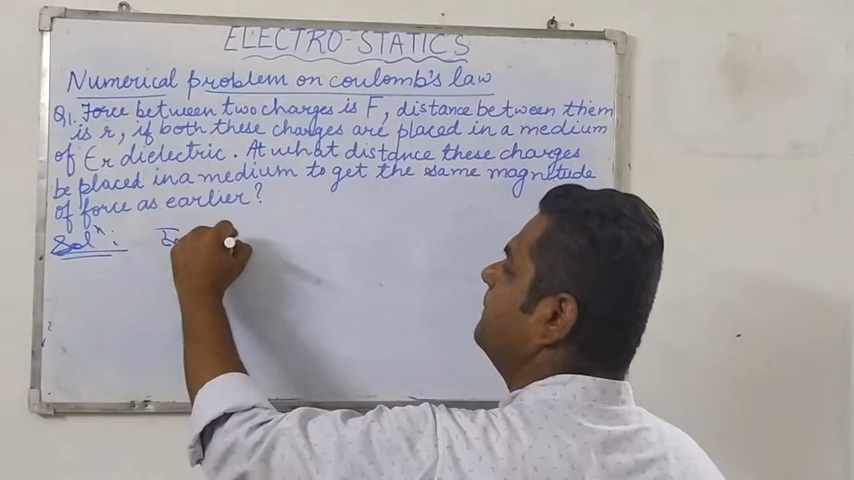 ELECTRO-STATICS
Numerical problem on coulomb's law
Q1. Force between two charges is F, distance between them
is r, if both these charges are placed in a medium
of Er dielectric. At what distance these charges
be placed in a medium to get the same magnitude
of force as earlier?
Solⁿ: